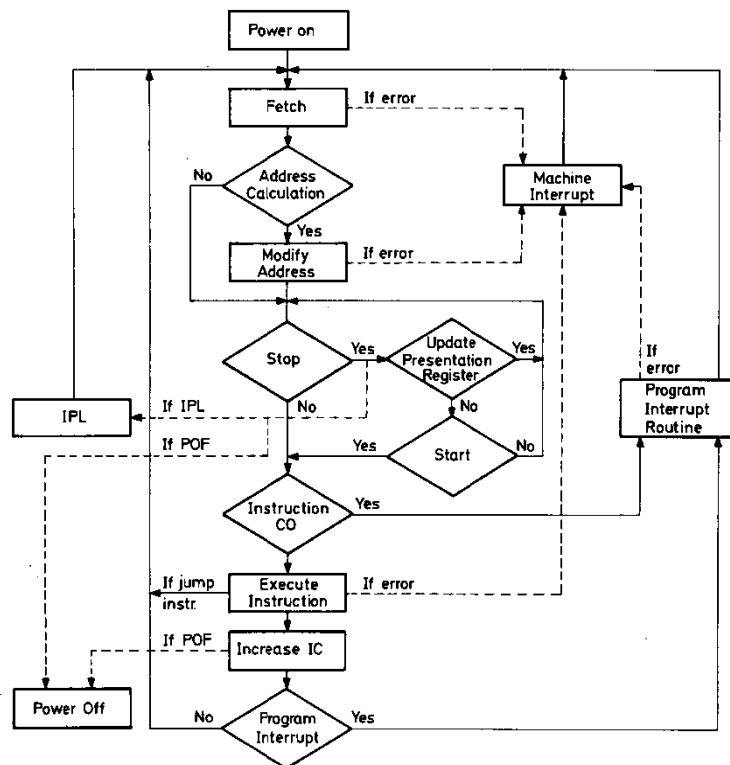 Power on
Fetch
If error
No
Address
Calculation
Machine
Interrupt
Yes
Modify
Address
If error
Stop
Yes
Update
Presentation
Register
Yes
If
error
IPL
If IPL
No
No
Program
Interrupt
Routine
If POF
Yes
Start
No
Instruction
CO
Yes
If jump
instr.
Execute
Instruction
If error
If POF
Increase IC
Power Off
No
Program
Interrupt
Yes